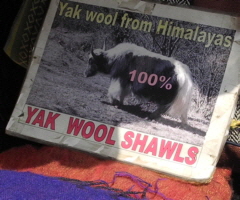 Yak wool from Himalayas
100%
YAK WOOL SHAWLS